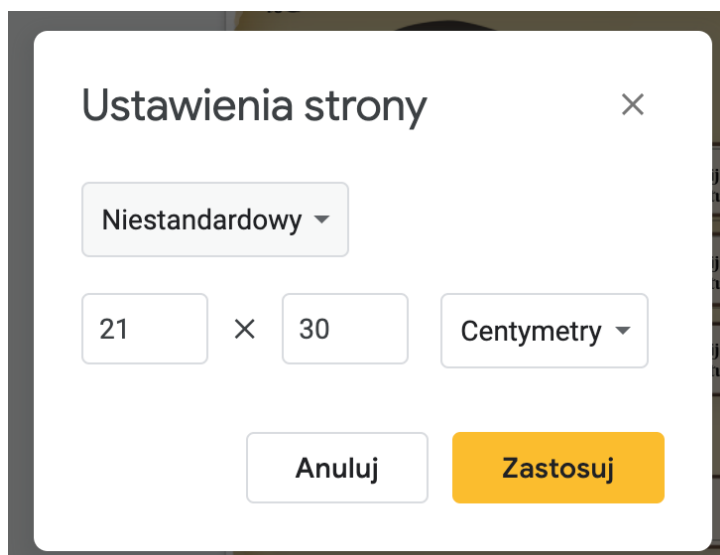 Ustawienia strony
Niestandardowy
21 × 30 Centymetry
Anuluj Zastosuj